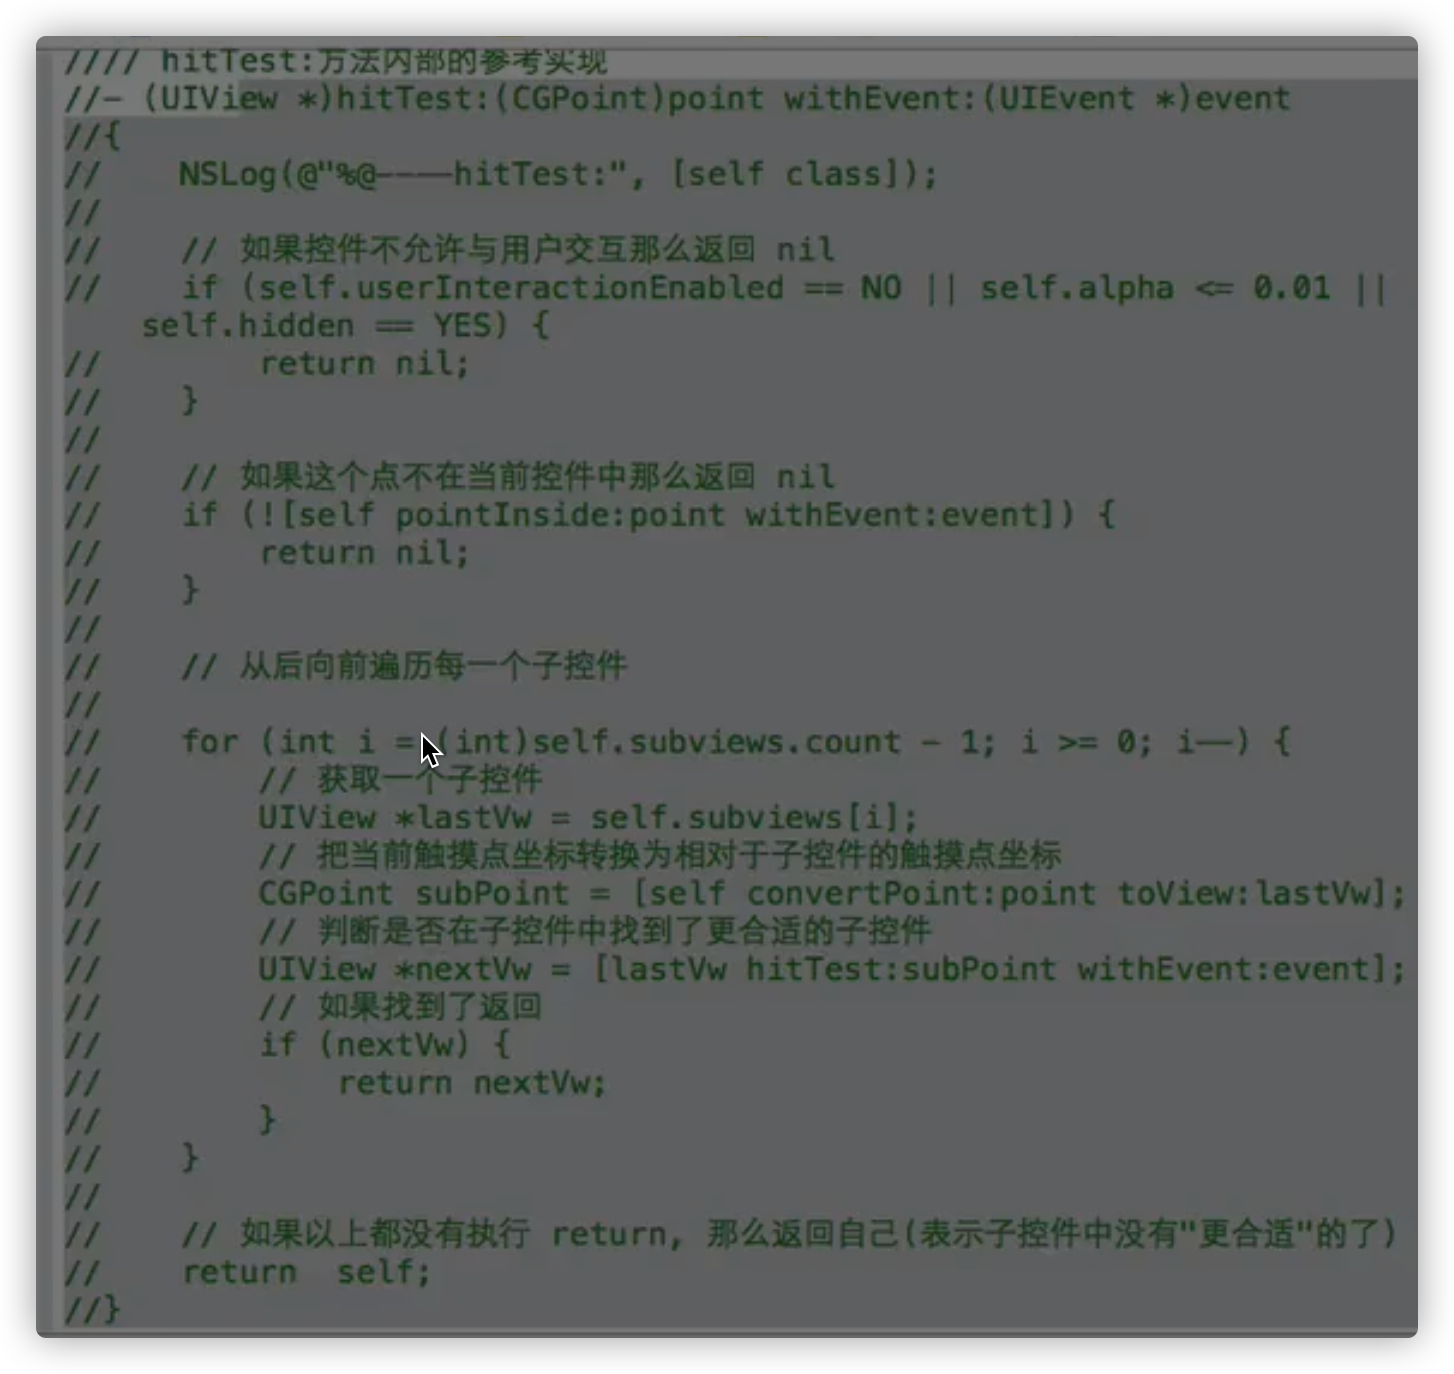 //// hitTest:方法内部的参考实现
//- (UIView *)hitTest:(CGPoint)point withEvent:(UIEvent *)event
//{
//    NSLog(@"%@----hitTest:", [self class]);
//
//    // 如果控件不允许与用户交互那么返回 nil
//    if (self.userInteractionEnabled == NO || self.alpha <= 0.01 ||
self.hidden == YES) {
//        return nil;
//    }
//
//    // 如果这个点不在当前控件中那么返回 nil
//    if (![self pointInside:point withEvent:event]) {
//        return nil;
//    }
//
//    // 从后向前遍历每一个子控件
//
//    for (int i = (int)self.subviews.count - 1; i >= 0; i--) {
//        // 获取一个子控件
//        UIView *lastVw = self.subviews[i];
//        // 把当前触摸点坐标转换为相对于子控件的触摸点坐标
//        CGPoint subPoint = [self convertPoint:point toView:lastVw];
//        // 判断是否在子控件中找到了更合适的子控件
//        UIView *nextVw = [lastVw hitTest:subPoint withEvent:event];
//        // 如果找到了返回
//        if (nextVw) {
//            return nextVw;
//        }
//    }
//
//    // 如果以上都没有执行 return, 那么返回自己(表示子控件中没有"更合适"的了)
//    return  self;
//}